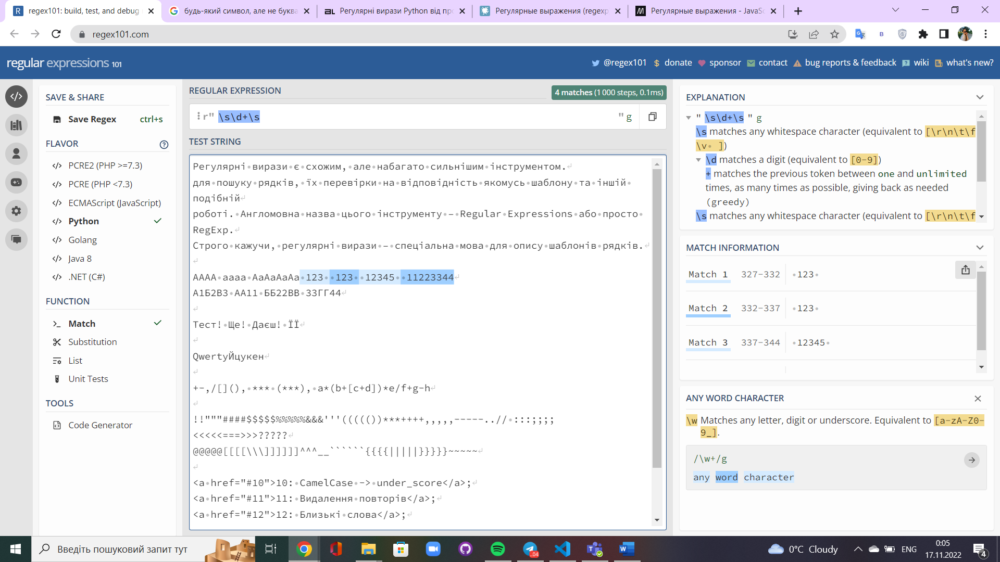 regex101: build, test, and debug
будь-який символ, але не буква
Регулярні вирази Python від про
Регулярные выражения (regexp
Регулярные выражения - JavaSc
regex101.com
regular expressions 101
@regex101
donate
sponsor
contact
bug reports & feedback
wiki
what's new?
SAVE & SHARE
Save Regex ctrl+s
FLAVOR
PCRE2 (PHP >=7.3)
PCRE (PHP <7.3)
ECMAScript (JavaScript)
Python
Golang
Java 8
.NET (C#)
FUNCTION
Match
Substitution
List
Unit Tests
TOOLS
Code Generator
REGULAR EXPRESSION
4 matches (1 000 steps, 0.1ms)
r" \s\d+\s " g
TEST STRING
Регулярні•вирази•є•схожим,•але•набагато•сильнішим•інструментом.↵
для•пошуку•рядків,•їх•перевірки•на•відповідність•якомусь•шаблону•та•іншій•
подібній↵
роботі.•Англомовна•назва•цього•інструменту•–•Regular•Expressions•або•просто•
RegExp.↵
Строго•кажучи,•регулярні•вирази•–•спеціальна•мова•для•опису•шаблонів•рядків.•↵
↵
АААА•аааа•АаАаАаАа•123••123••12345••11223344↵
А1Б2В3•АА11•ББ22ВВ•33ГГ44↵
↵
Тест!•Ще!•Даєш!•ЇЇ↵
↵
QwertyЙцукен↵
↵
+-,/[](),•***•(***),•a*(b+[c+d])*e/f+g-h↵
↵
!!"""####$$$$$%%%%%&&&'''((((())***++++,,,,,-----..//•:::;;;;
<<<<<===>>>?????↵
@@@@@[[[[\\\]]]]]]^^^__``````{{{{|||||}}}}}~~~~~↵
↵
<a•href="#10">10:•CamelCase•->•under_score</a>;↵
<a•href="#11">11:•Видалення•повторів</a>;↵
<a•href="#12">12:•Близькі•слова</a>;↵
EXPLANATION
" \s\d+\s " g
\s matches any whitespace character (equivalent to [\r\n\t\f
\v• ])
\d matches a digit (equivalent to [0-9])
+ matches the previous token between one and unlimited
times, as many times as possible, giving back as needed
(greedy)
\s matches any whitespace character (equivalent to [\r\n\t\f
MATCH INFORMATION
Match 1 327-332 •123•
Match 2 332-337 •123•
Match 3 337-344 •12345•
ANY WORD CHARACTER
\w Matches any letter, digit or underscore. Equivalent to [a-zA-Z0-
9_].
/\w+/g
any word character
Введіть пошуковий запит тут
.04
0°C Cloudy
ENG
0:05
17.11.2022
4